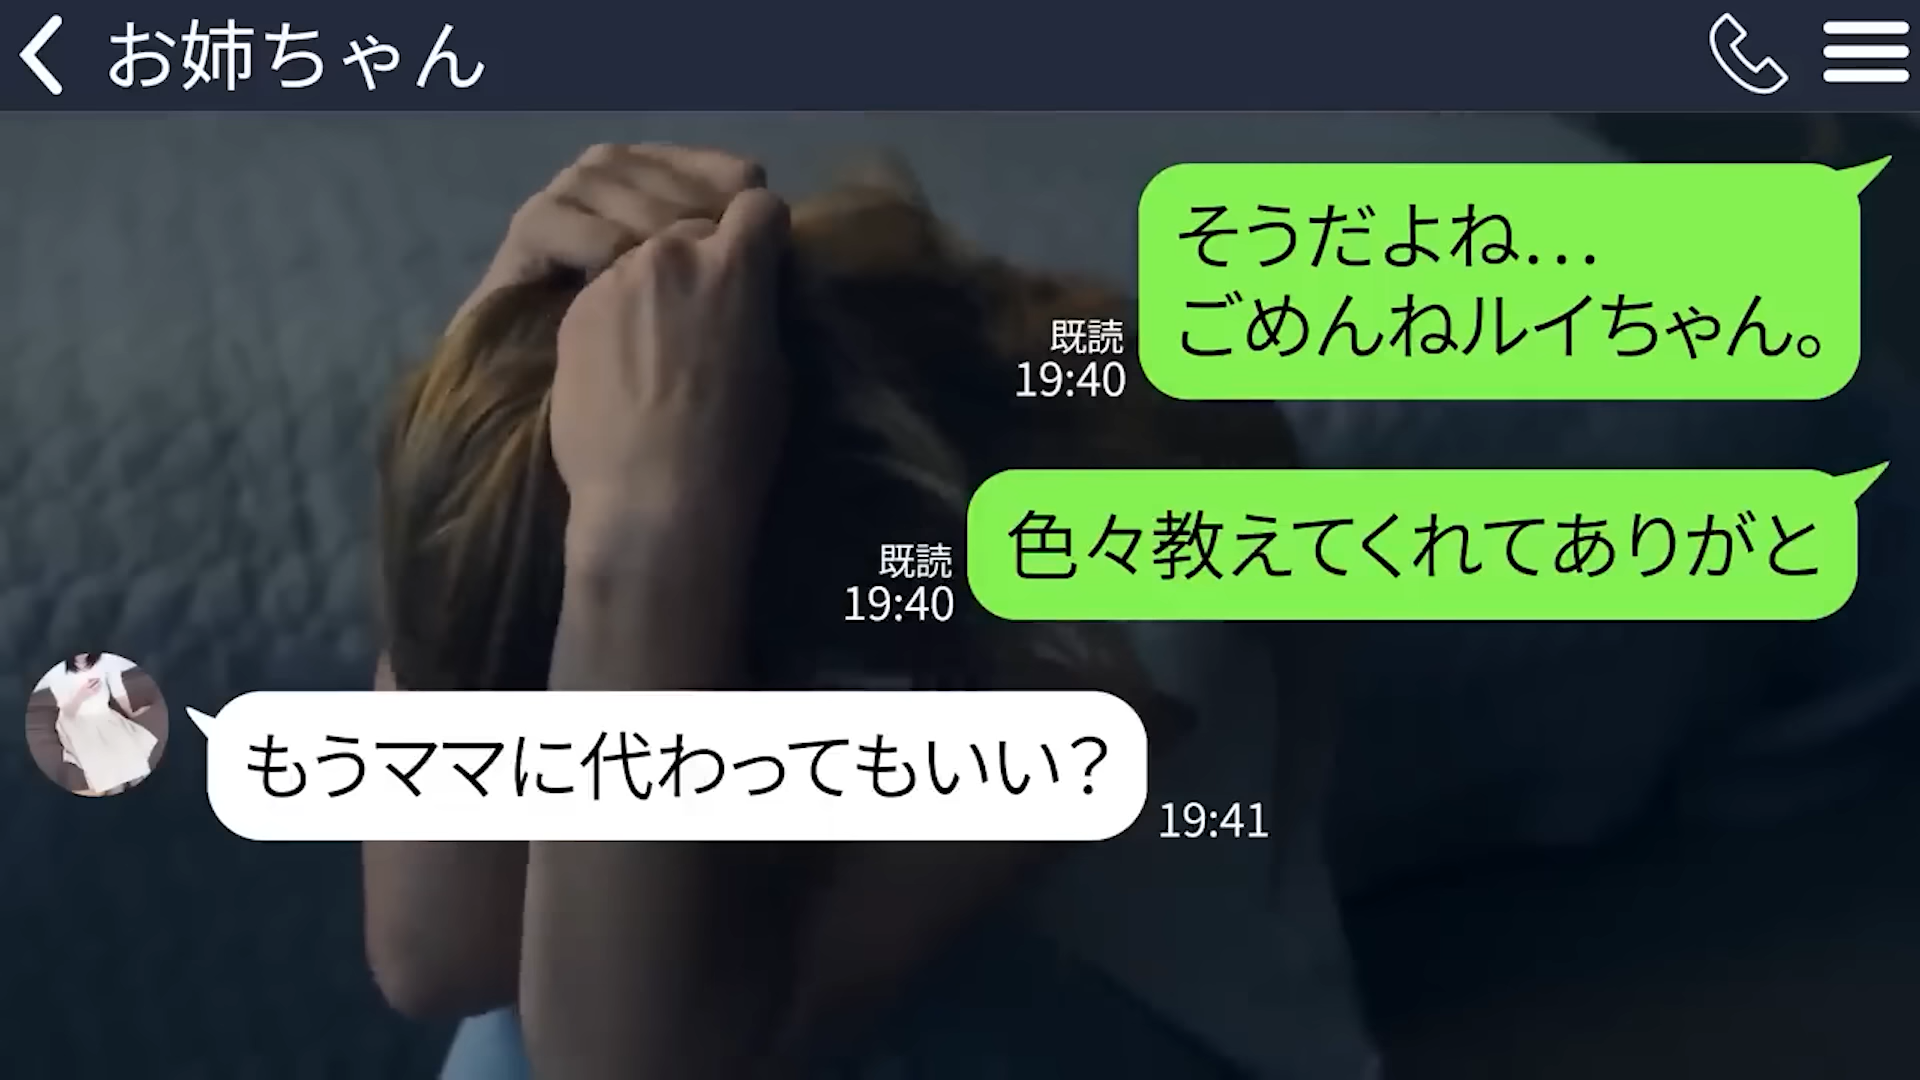 お姉ちゃん
そうだよね…
ごめんねルイちゃん。
既読
19:40
色々教えてくれてありがと
既読
19:40
もうママに代わってもいい？
19:41